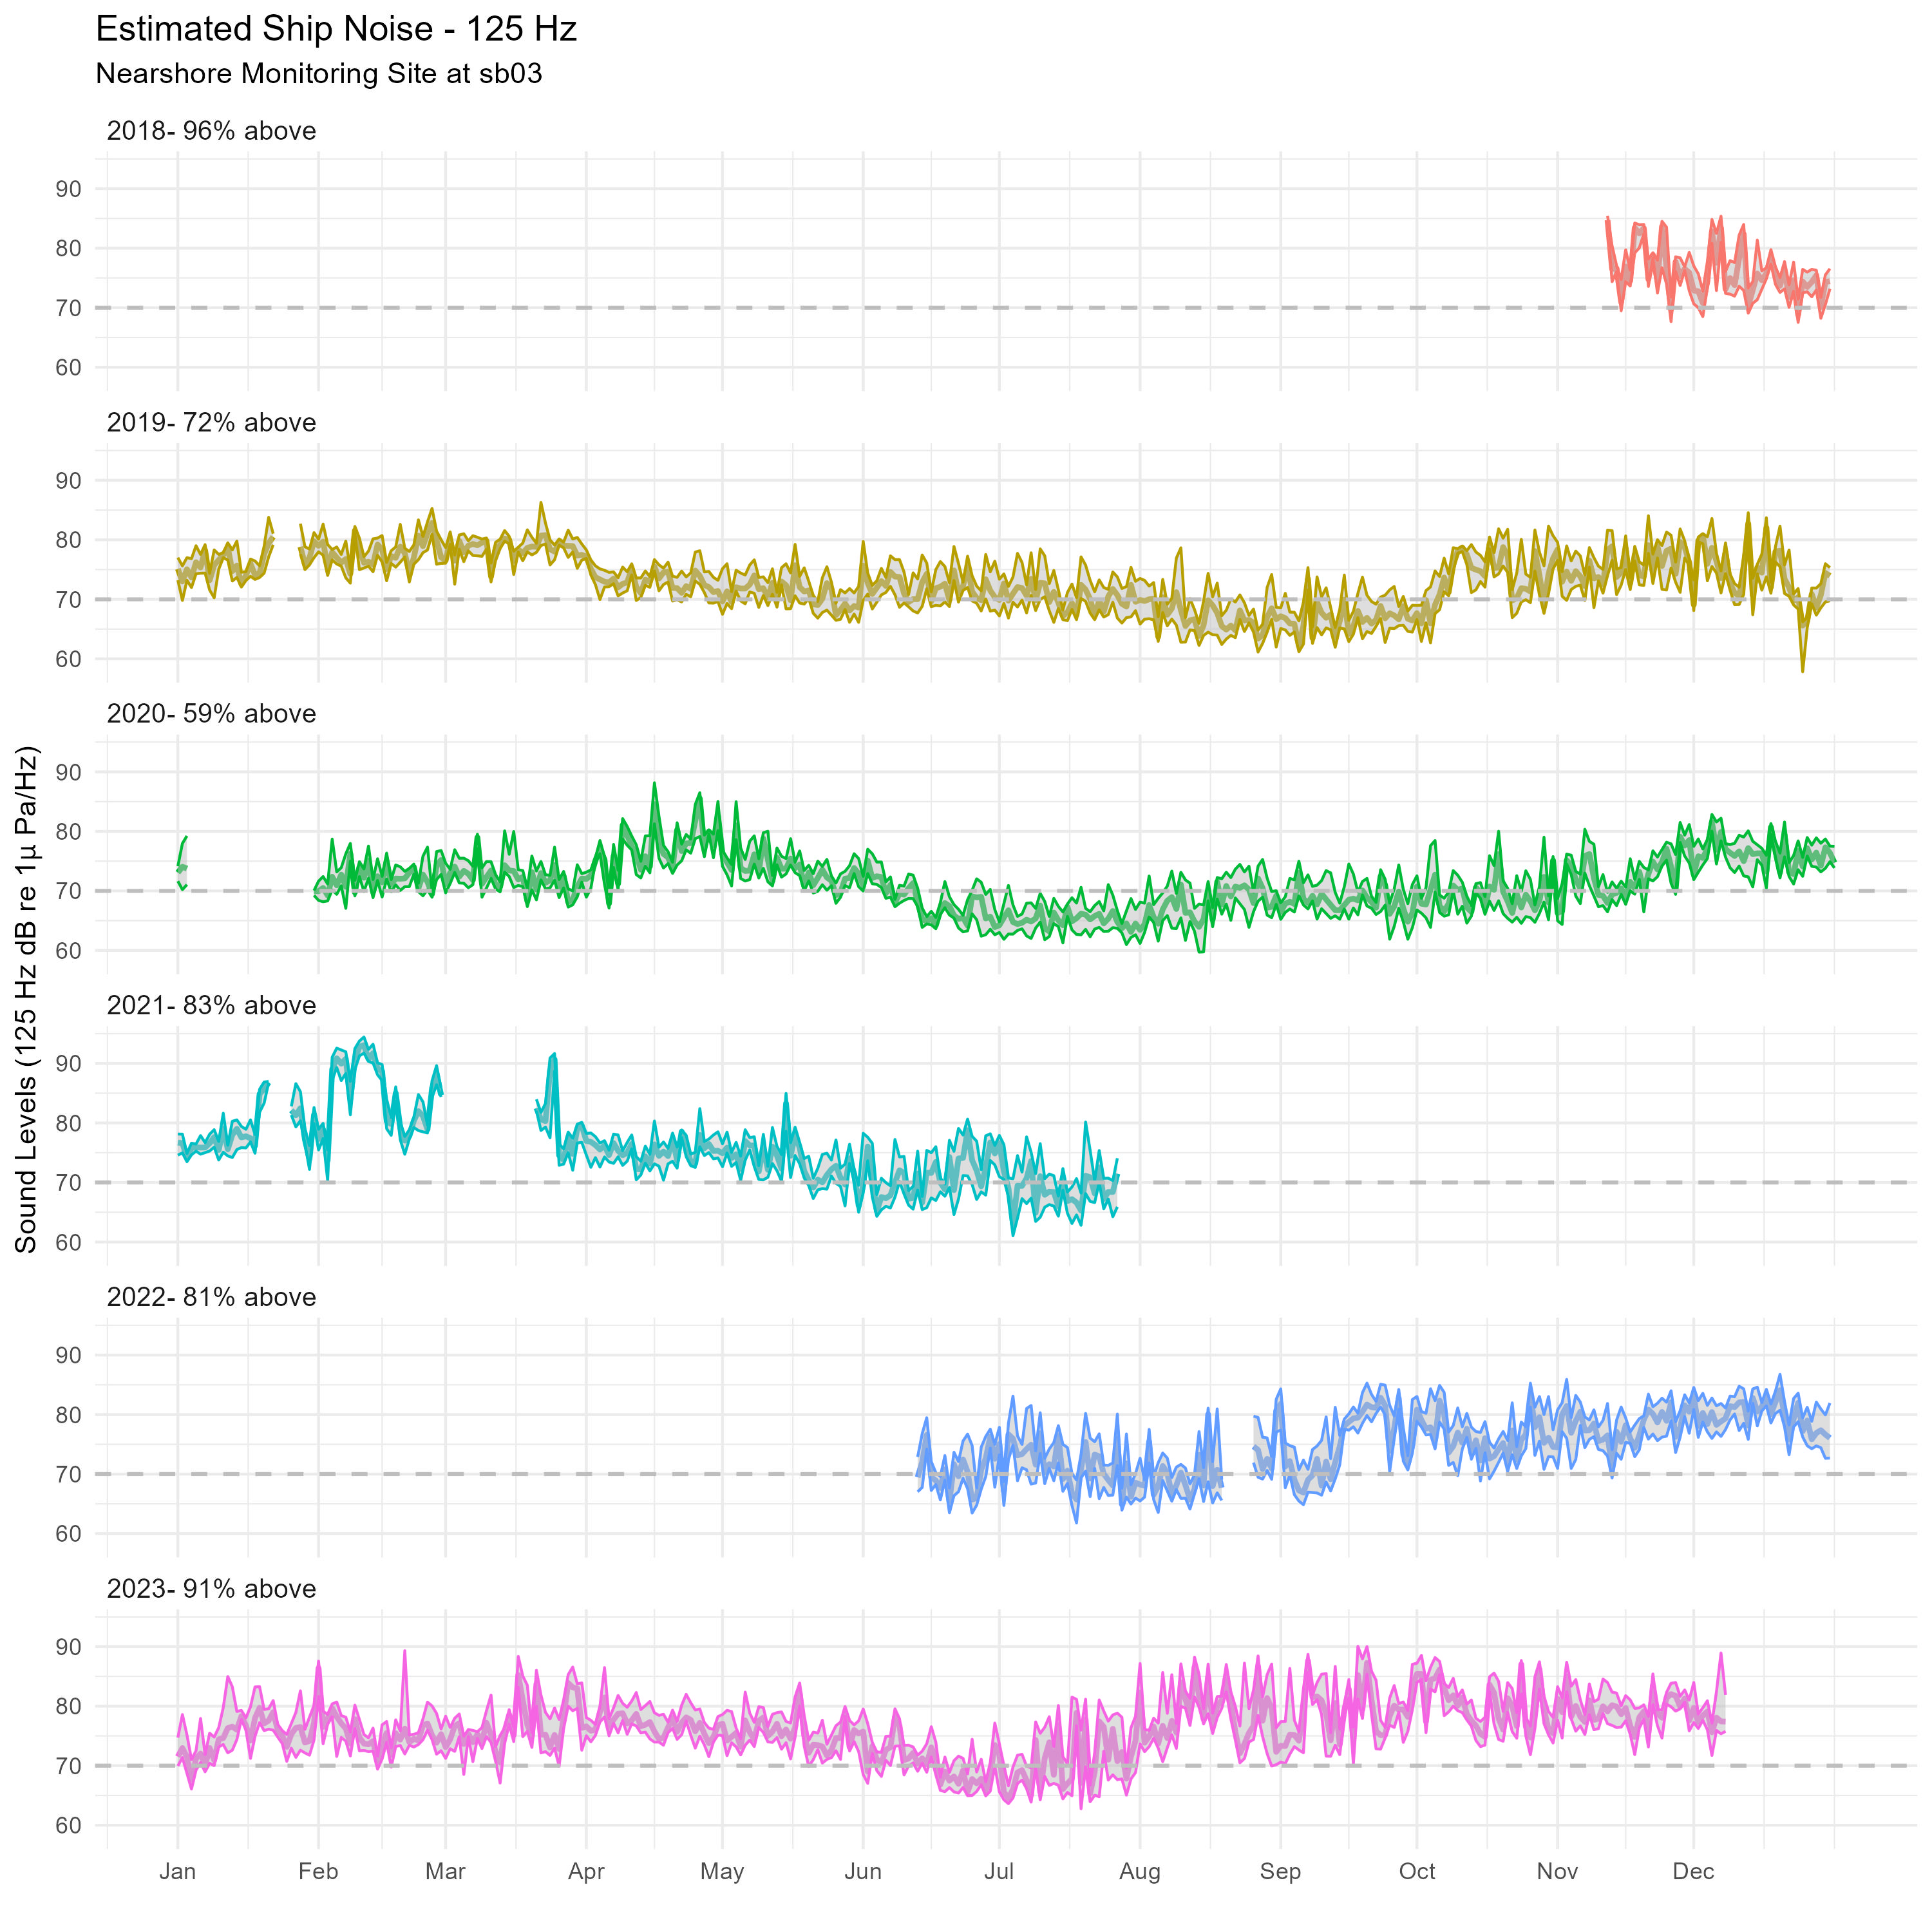 Estimated Ship Noise - 125 Hz
Nearshore Monitoring Site at sb03
Sound Levels (125 Hz dB re 1µ Pa/Hz)
2018- 96% above
90
80
70
60
2019- 72% above
90
80
70
60
2020- 59% above
90
80
70
60
2021- 83% above
90
80
70
60
2022- 81% above
90
80
70
60
2023- 91% above
90
80
70
60
Jan Feb Mar Apr May Jun Jul Aug Sep Oct Nov Dec